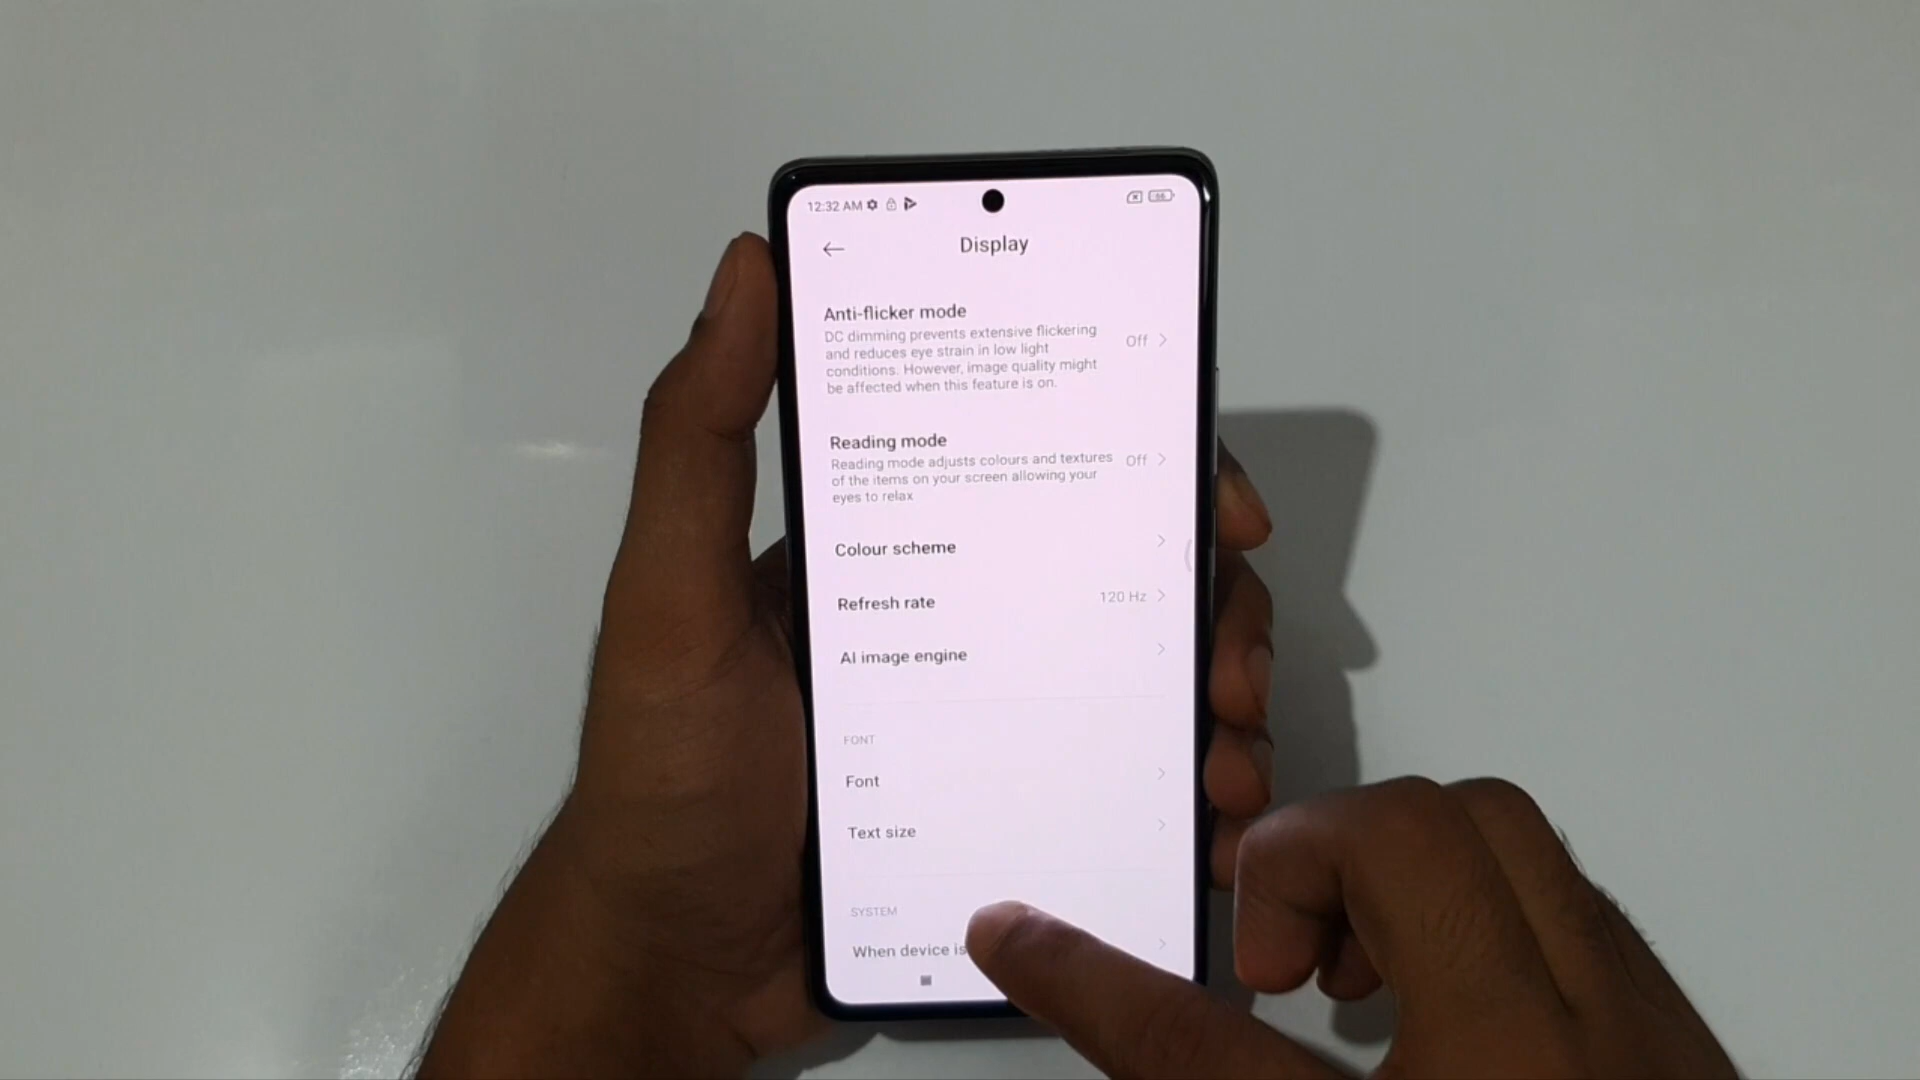 12:32 AM
Display
Anti-flicker mode
DC dimming prevents extensive flickering
and reduces eye strain in low light
conditions. However, image quality might
be affected when this feature is on.
Off
Reading mode
Reading mode adjusts colours and textures
of the items on your screen allowing your
eyes to relax
Off
Colour scheme
Refresh rate
120 Hz
AI image engine
FONT
Font
Text size
SYSTEM
When device is